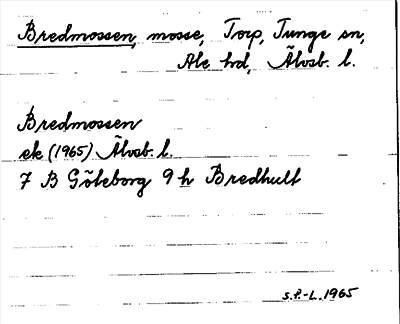 Bredmossen, mosse, Torp, Tunge sn,
Ale hd, Älvsb. l.
Bredmossen
ek (1965) Älvsb. l.
7 B Göteborg 9 h Bredhult
S.P.-L. 1965